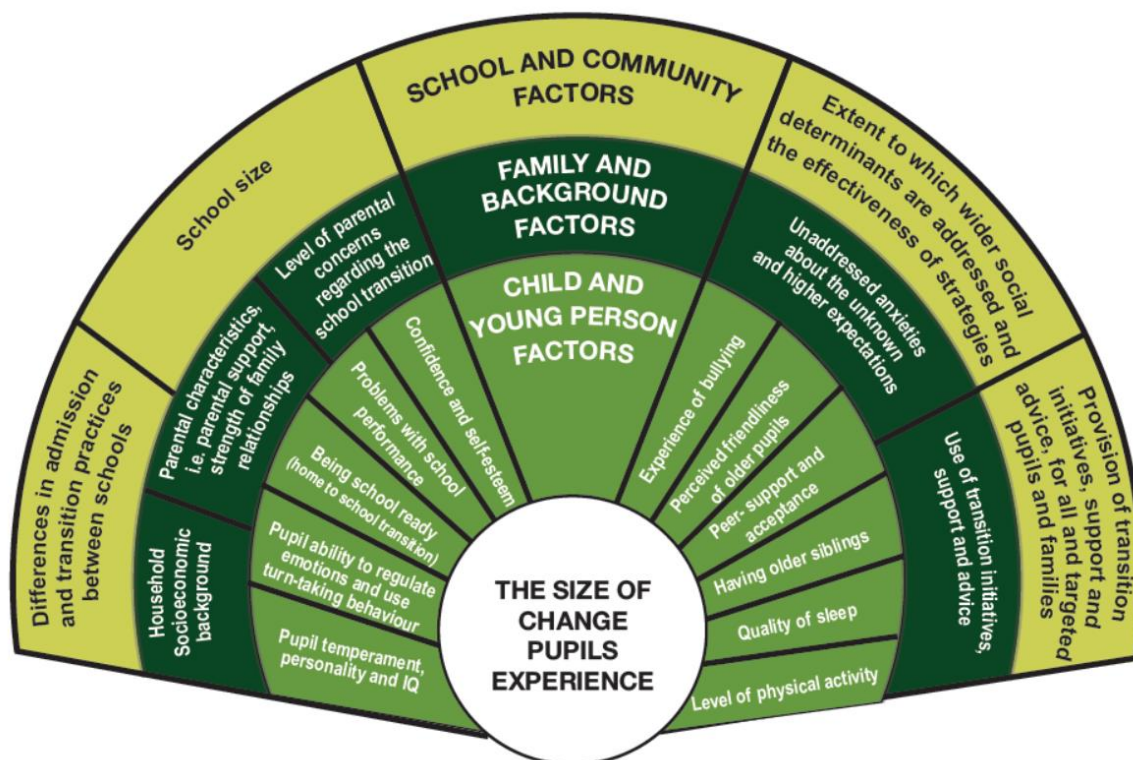 SCHOOL AND COMMUNITY
FACTORS
School size
Differences in admission
and transition practices
between schools
Extent to which wider social
determinants are addressed and
the effectiveness of strategies
Provision of transition
initiatives, support and
advice, for all and targeted
pupils and families
FAMILY AND
BACKGROUND
FACTORS
Level of parental
concerns
regarding the
school transition
Parental characteristics,
i.e. parental support,
strength of family
relationships
Household
Socioeconomic
background
Unaddressed anxieties
about the unknown
and higher expectations
Use of transition initiatives,
support and advice
CHILD AND
YOUNG PERSON
FACTORS
Confidence and self-esteem
Problems with school
performance
Being school ready
(home to school transition)
Pupil ability to regulate
emotions and use
turn-taking behaviour
Pupil temperament,
personality and IQ
Experience of bullying
Perceived friendliness
of older pupils
Peer- support and
acceptance
Having older siblings
Quality of sleep
Level of physical activity
THE SIZE OF
CHANGE
PUPILS
EXPERIENCE